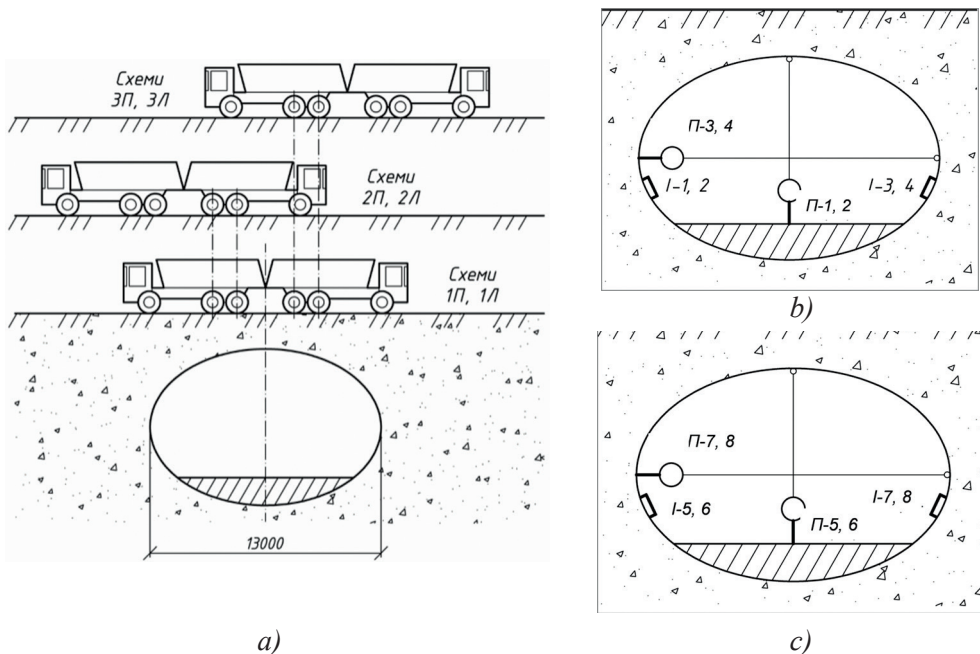 Схеми
3П, 3Л
Схеми
2П, 2Л
Схеми
1П, 1Л
13000
a)
П-3, 4
I-1, 2
I-3, 4
П-1, 2
b)
П-7, 8
I-5, 6
I-7, 8
П-5, 6
c)